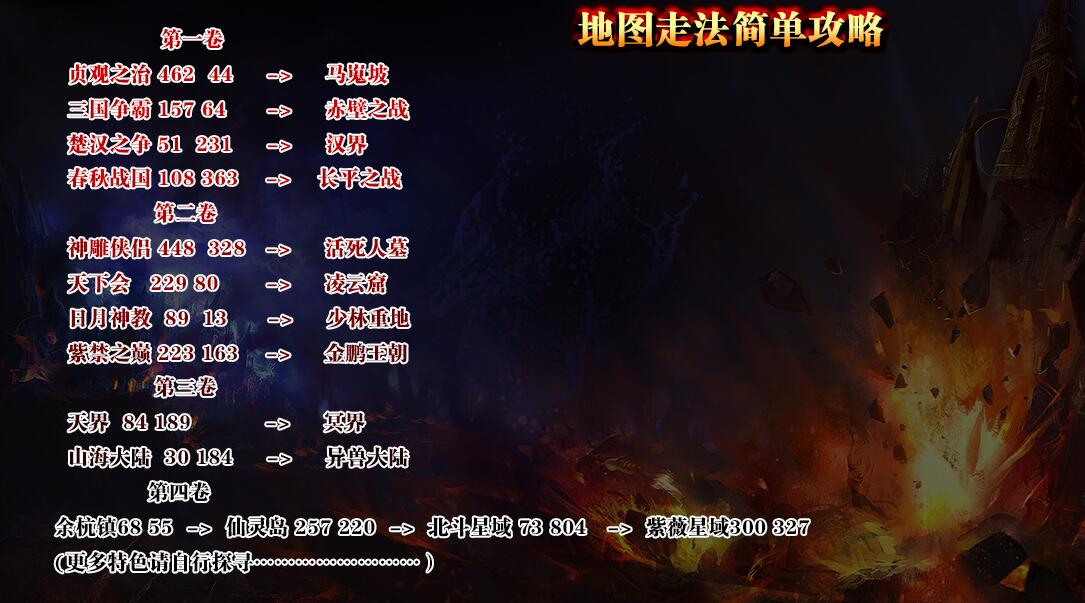 地图走法简单攻略
第一卷
贞观之治 462 44 -> 马嵬坡
三国争霸 157 64 -> 赤壁之战
楚汉之争 51 231 -> 汉界
春秋战国 108 363 -> 长平之战
第二卷
神雕侠侣 448 328 -> 活死人墓
天下会 229 80 -> 凌云窟
日月神教 89 13 -> 少林重地
紫禁之巅 223 163 -> 金鹏王朝
第三卷
天界 84 189 -> 冥界
山海大陆 30 184 -> 异兽大陆
第四卷
余杭镇68 55 -> 仙灵岛 257 220 -> 北斗星域 73 804 -> 紫薇星域300 327
(更多特色请自行探寻………………………）